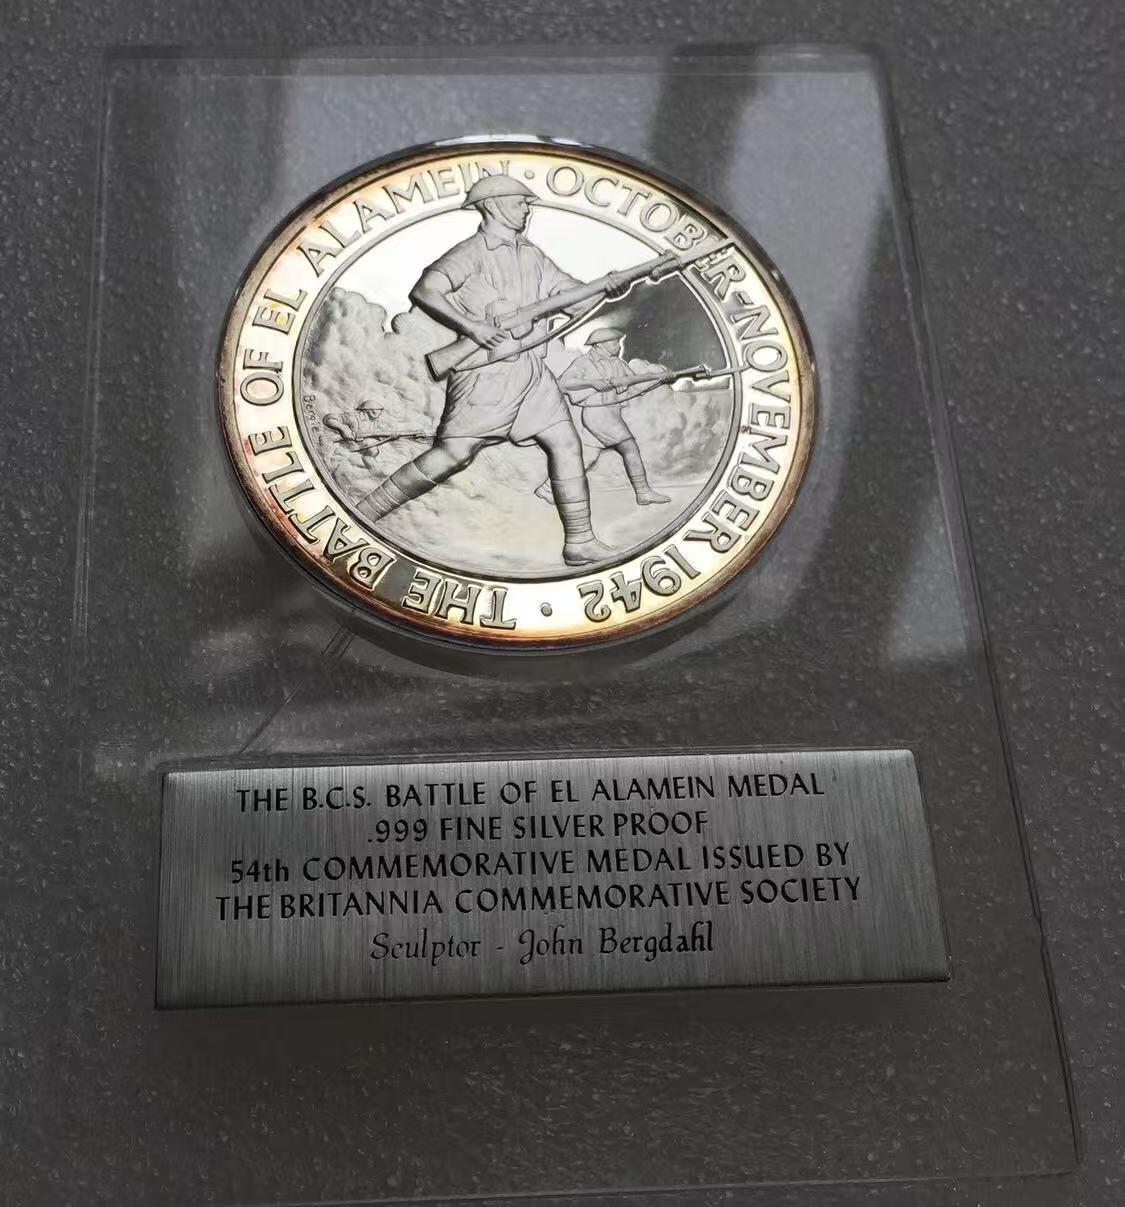 THE BATTLE OF EL ALAMEIN · OCTOBER-NOVEMBER 1942 ·
THE B.C.S. BATTLE OF EL ALAMEIN MEDAL
.999 FINE SILVER PROOF
54th COMMEMORATIVE MEDAL ISSUED BY
THE BRITANNIA COMMEMORATIVE SOCIETY
Sculptor - John Bergdahl